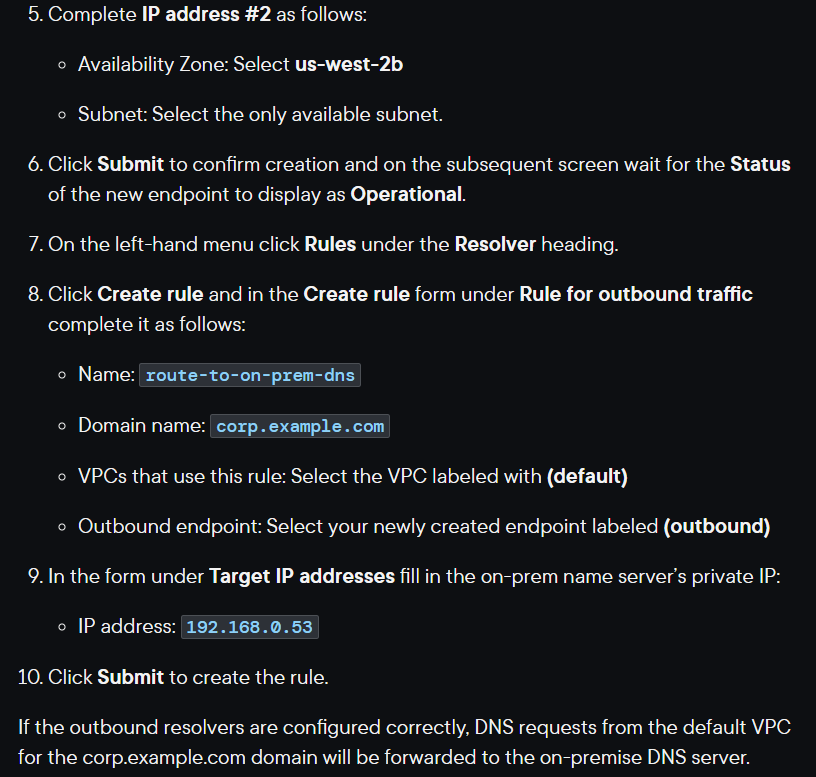 5. Complete IP address #2 as follows:
○ Availability Zone: Select us-west-2b
○ Subnet: Select the only available subnet.
6. Click Submit to confirm creation and on the subsequent screen wait for the Status
of the new endpoint to display as Operational.
7. On the left-hand menu click Rules under the Resolver heading.
8. Click Create rule and in the Create rule form under Rule for outbound traffic
complete it as follows:
○ Name: route-to-on-prem-dns
○ Domain name: corp.example.com
○ VPCs that use this rule: Select the VPC labeled with (default)
○ Outbound endpoint: Select your newly created endpoint labeled (outbound)
9. In the form under Target IP addresses fill in the on-prem name server’s private IP:
○ IP address: 192.168.0.53
10. Click Submit to create the rule.
If the outbound resolvers are configured correctly, DNS requests from the default VPC
for the corp.example.com domain will be forwarded to the on-premise DNS server.